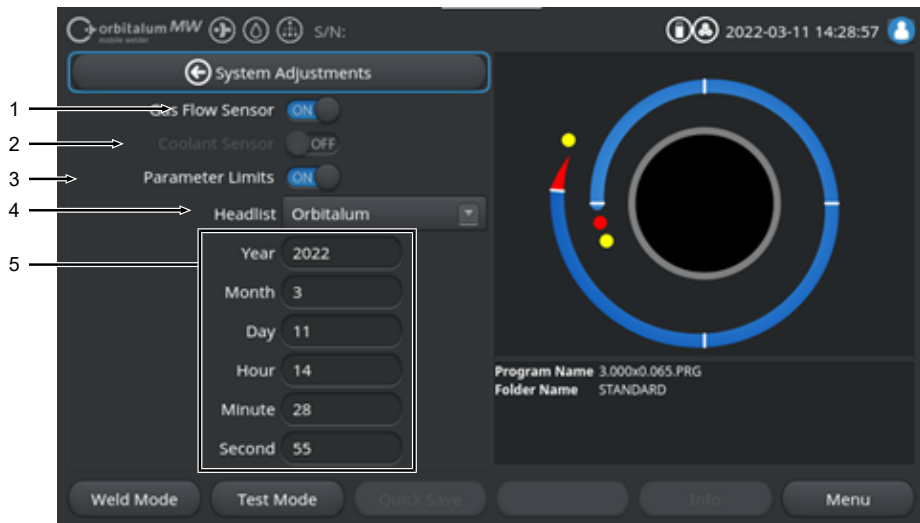 orbitalum MW S/N: 2022-03-11 14:28:57
mobile welder
System Adjustments
1 Gas Flow Sensor ON
2 Coolant Sensor OFF
3 Parameter Limits ON
4 Headlist Orbitalum
5 Year 2022
Month 3
Day 11
Hour 14
Minute 28
Second 55
Program Name 3.000x0.065.PRG
Folder Name STANDARD
Weld Mode Test Mode Quick Save Info Menu